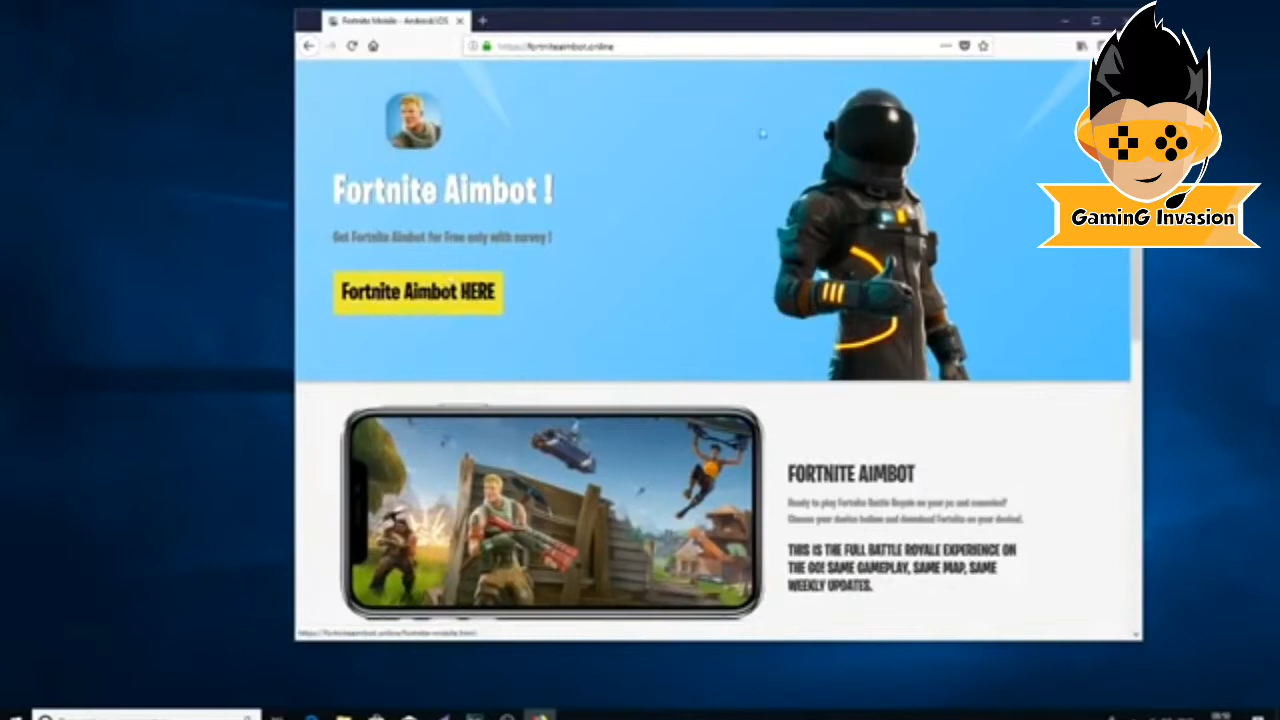 Fortnite Mobile - Android/iOS
https://fortniteaimbot.online
Fortnite Aimbot !
Get Fortnite Aimbot for Free only with survey !
Fortnite Aimbot HERE
GaminG Invasion
FORTNITE AIMBOT
Ready to play Fortnite Battle Royale on your pc and
Choose your device bellow and download Fortnite on your device.
THIS IS THE FULL BATTLE ROYALE EXPERIENCE ON
THE GO! SAME GAMEPLAY, SAME MAP, SAME
WEEKLY UPDATES.